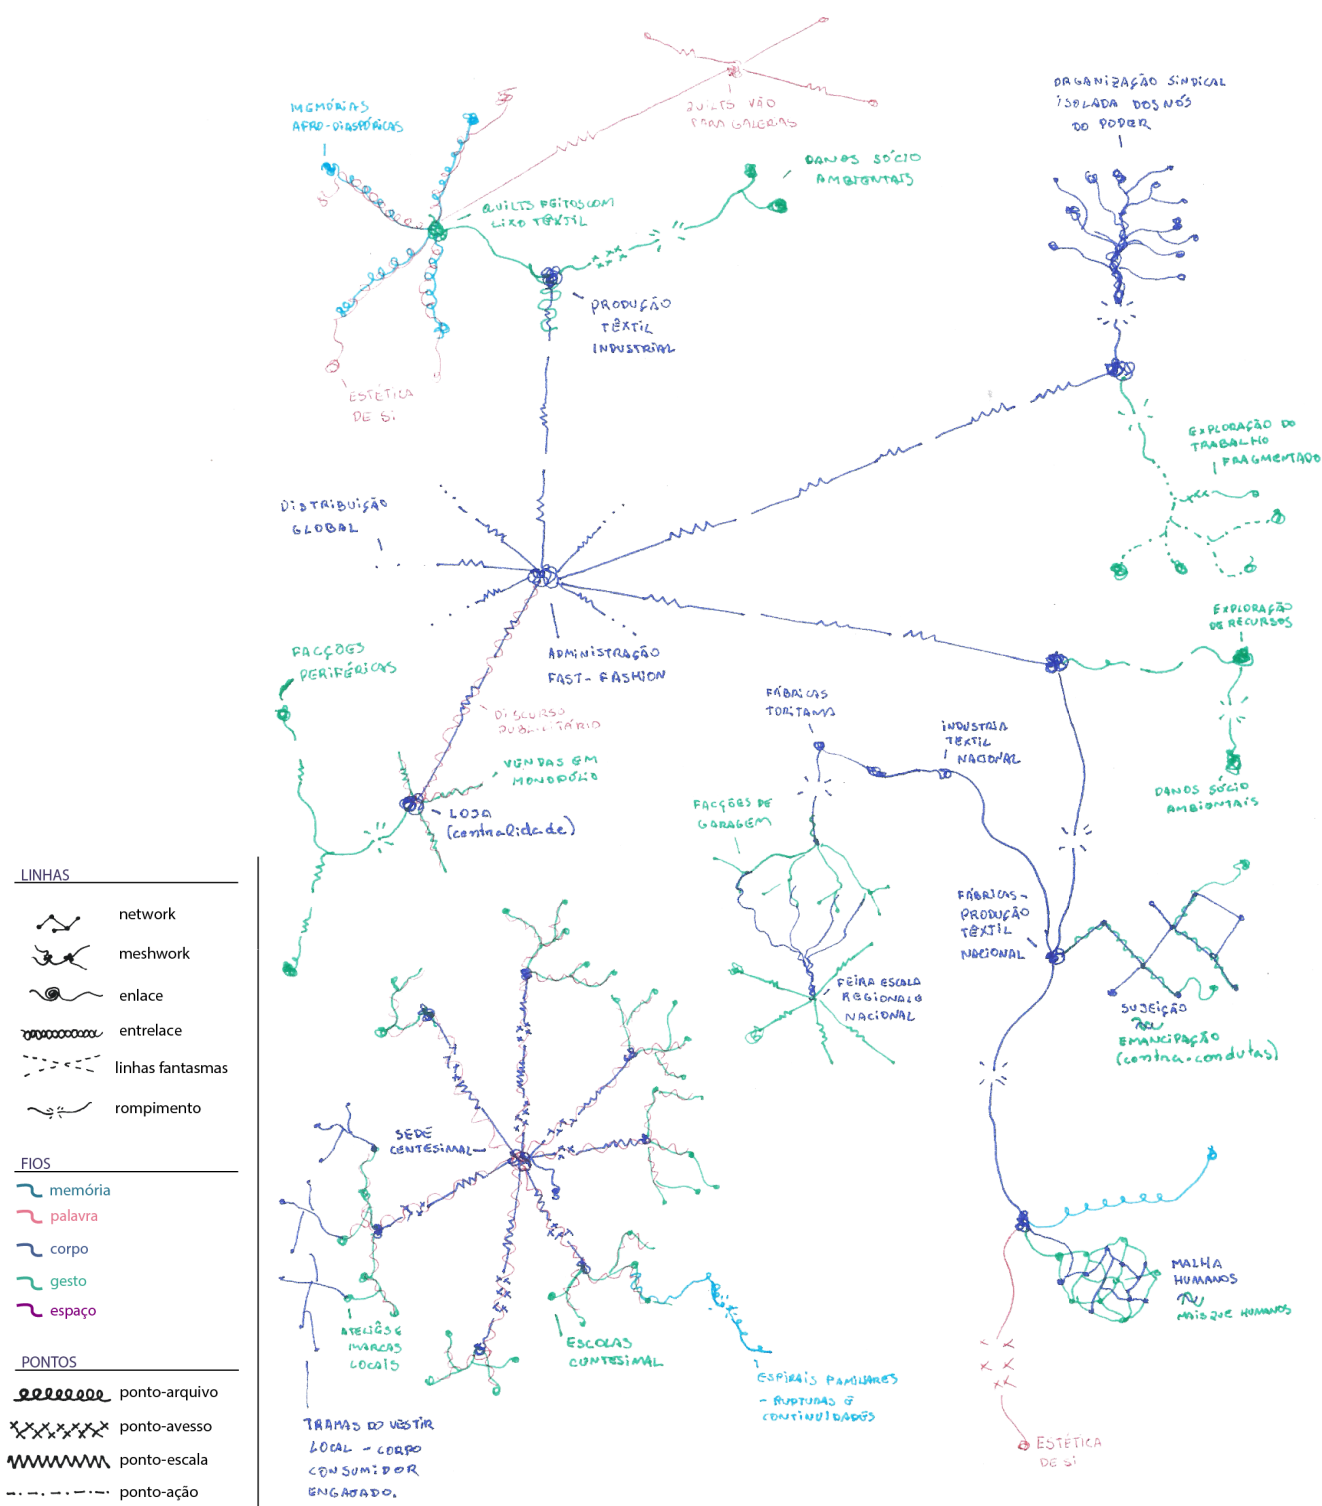 ORGANIZAÇÃO SINDICAL
ISOLADA DOS NÓS
DO PODER
MEMÓRIAS
AFRO-DIASPÓRICAS
QUILTS VÃO
PARA GALERIAS
DANOS SÓCIO
AMBIENTAIS
QUILTS FEITOS COM
LIXO TÊXTIL
PRODUÇÃO
TÊXTIL
INDUSTRIAL
ESTÉTICA
DE SI
EXPLORAÇÃO DO
TRABALHO
FRAGMENTADO
DISTRIBUIÇÃO
GLOBAL
EXPLORAÇÃO
DE RECURSOS
FACÇÕES
PERIFÉRICAS
ADMINISTRAÇÃO
FAST-FASHION
DISCURSO
PUBLICITÁRIO
FÁBRICAS
TORITAMA
INDUSTRIA
TÊXTIL
NACIONAL
VENDAS EM
MONOPÓLIO
DANOS SÓCIO
AMBIENTAIS
LOJA
(centralidade)
FACÇÕES DE
GARAGEM
FÁBRICAS-
PRODUÇÃO
TÊXTIL
NACIONAL
FEIRA ESCALA
REGIONAL E
NACIONAL
SUJEIÇÃO
EMANCIPAÇÃO
(contra-condutas)
SEDE
CENTESIMAL
MALHA
HUMANOS
MAIS QUE HUMANOS
ATELIÊS E
MARCAS
LOCAIS
ESCOLAS
CENTESIMAL
ESPIRAIS FAMILIARES
- RUPTURAS E
CONTINUIDADES
TRAMAS DO VESTIR
LOCAL - CORPO
CONSUMIDOR
ENGAJADO.
ESTÉTICA
DE SI
LINHAS
network
meshwork
enlace
entrelace
linhas fantasmas
rompimento
FIOS
memória
palavra
corpo
gesto
espaço
PONTOS
ponto-arquivo
ponto-avesso
ponto-escala
ponto-ação